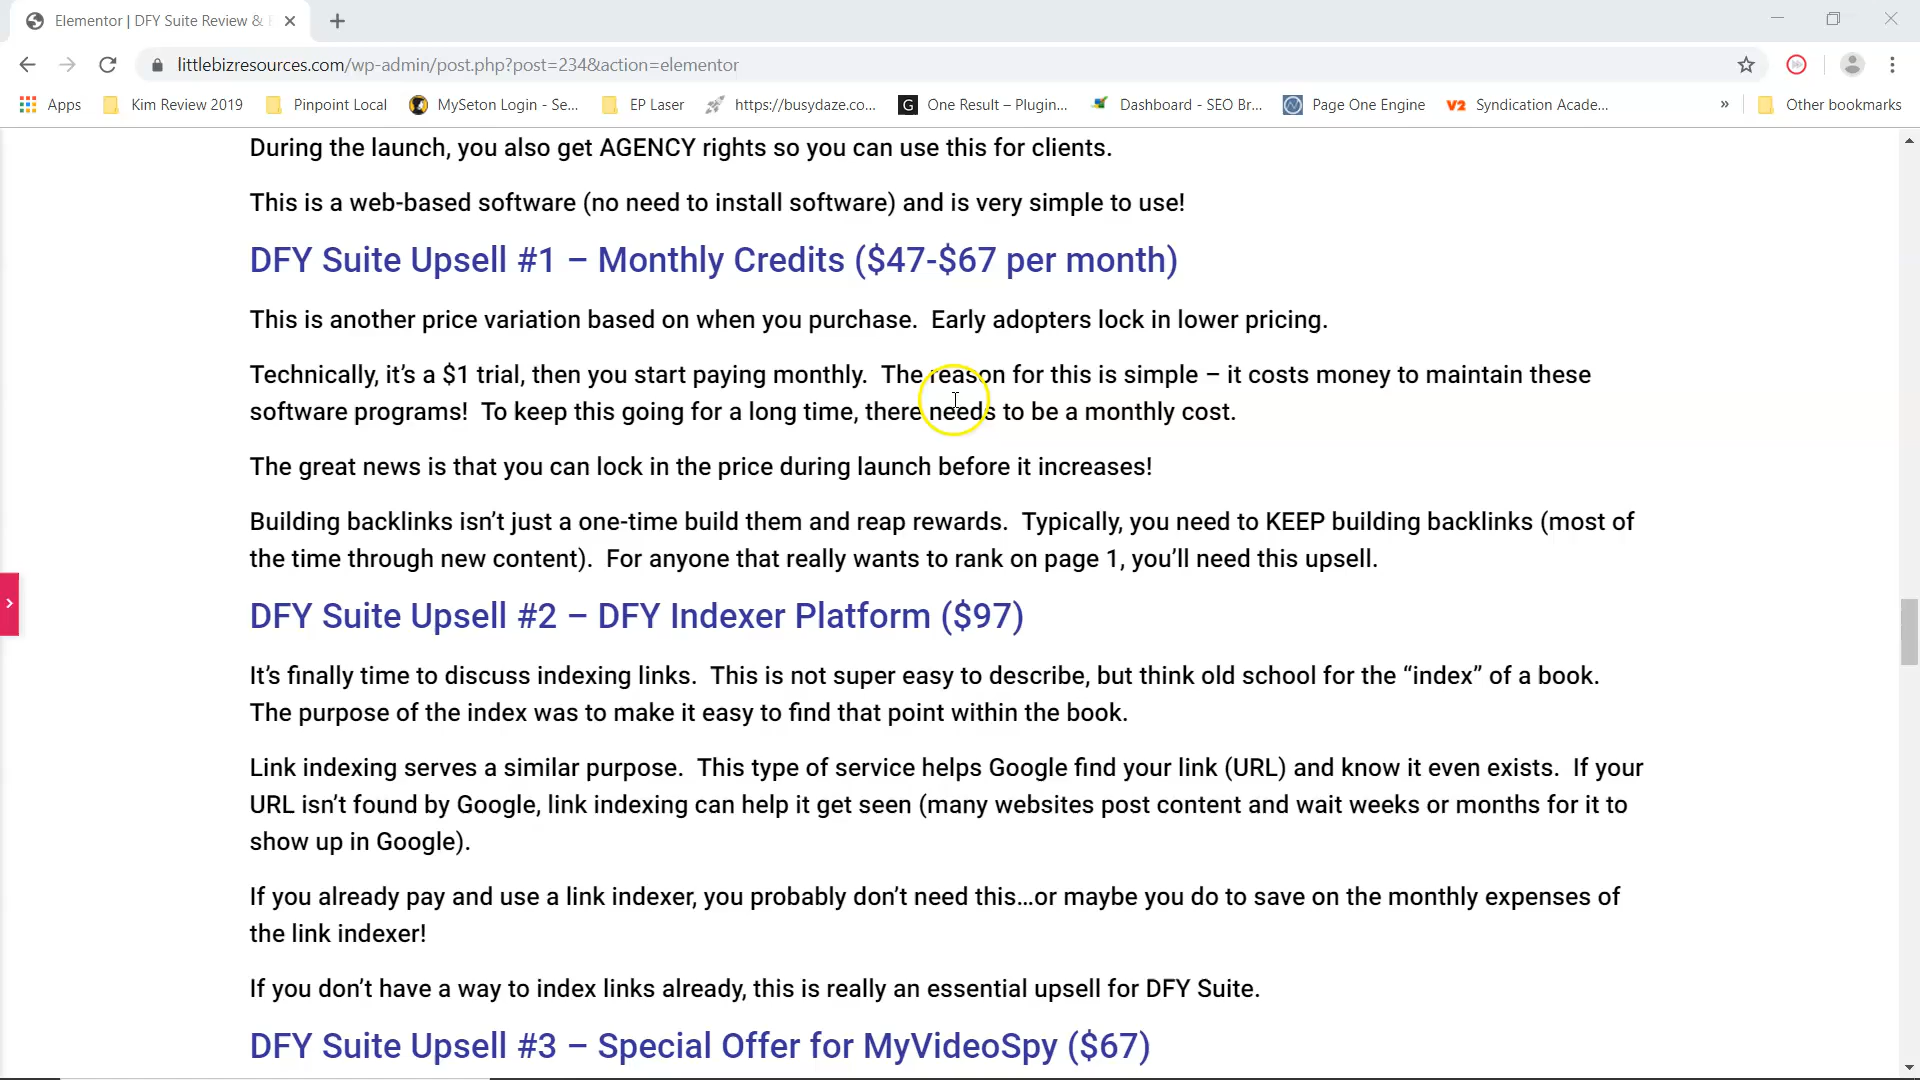 Elementor | DFY Suite Review &
littlebizresources.com/wp-admin/post.php?post=234&action=elementor
Apps Kim Review 2019 Pinpoint Local MySeton Login - Se... EP Laser https://busydaze.co... G One Result – Plugin... Dashboard - SEO Br... Page One Engine V2 Syndication Acade... » Other bookmarks
During the launch, you also get AGENCY rights so you can use this for clients.
This is a web-based software (no need to install software) and is very simple to use!
DFY Suite Upsell #1 – Monthly Credits ($47-$67 per month)
This is another price variation based on when you purchase. Early adopters lock in lower pricing.
Technically, it's a $1 trial, then you start paying monthly. The reason for this is simple – it costs money to maintain these
software programs! To keep this going for a long time, there needs to be a monthly cost.
The great news is that you can lock in the price during launch before it increases!
Building backlinks isn't just a one-time build them and reap rewards. Typically, you need to KEEP building backlinks (most of
the time through new content). For anyone that really wants to rank on page 1, you'll need this upsell.
DFY Suite Upsell #2 – DFY Indexer Platform ($97)
It's finally time to discuss indexing links. This is not super easy to describe, but think old school for the “index” of a book.
The purpose of the index was to make it easy to find that point within the book.
Link indexing serves a similar purpose. This type of service helps Google find your link (URL) and know it even exists. If your
URL isn't found by Google, link indexing can help it get seen (many websites post content and wait weeks or months for it to
show up in Google).
If you already pay and use a link indexer, you probably don't need this…or maybe you do to save on the monthly expenses of
the link indexer!
If you don't have a way to index links already, this is really an essential upsell for DFY Suite.
DFY Suite Upsell #3 – Special Offer for MyVideoSpy ($67)